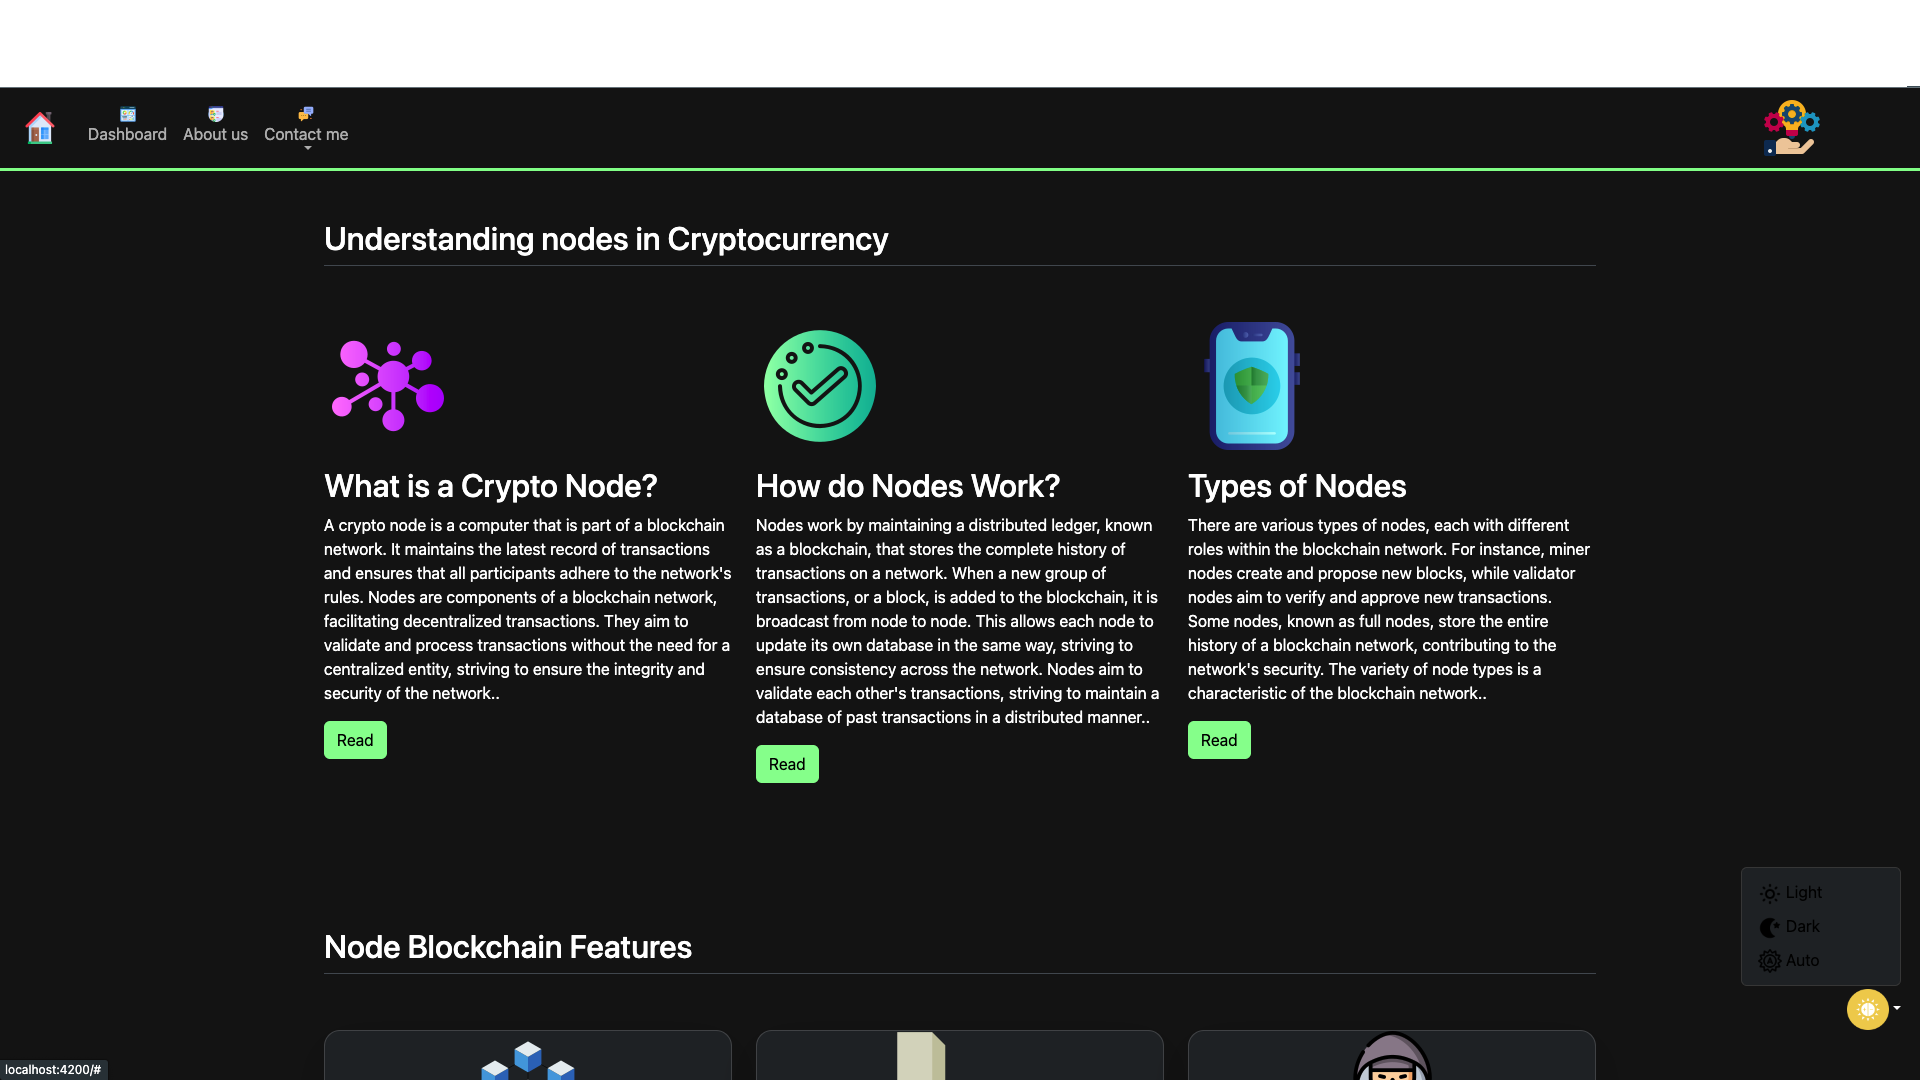 Dashboard
About us
Contact me
Understanding nodes in Cryptocurrency
What is a Crypto Node?
A crypto node is a computer that is part of a blockchain
network. It maintains the latest record of transactions
and ensures that all participants adhere to the network's
rules. Nodes are components of a blockchain network,
facilitating decentralized transactions. They aim to
validate and process transactions without the need for a
centralized entity, striving to ensure the integrity and
security of the network..
Read
How do Nodes Work?
Nodes work by maintaining a distributed ledger, known
as a blockchain, that stores the complete history of
transactions on a network. When a new group of
transactions, or a block, is added to the blockchain, it is
broadcast from node to node. This allows each node to
update its own database in the same way, striving to
ensure consistency across the network. Nodes aim to
validate each other's transactions, striving to maintain a
database of past transactions in a distributed manner..
Read
Types of Nodes
There are various types of nodes, each with different
roles within the blockchain network. For instance, miner
nodes create and propose new blocks, while validator
nodes aim to verify and approve new transactions.
Some nodes, known as full nodes, store the entire
history of a blockchain network, contributing to the
network's security. The variety of node types is a
characteristic of the blockchain network..
Read
Node Blockchain Features
Light
Dark
Auto
localhost:4200/#